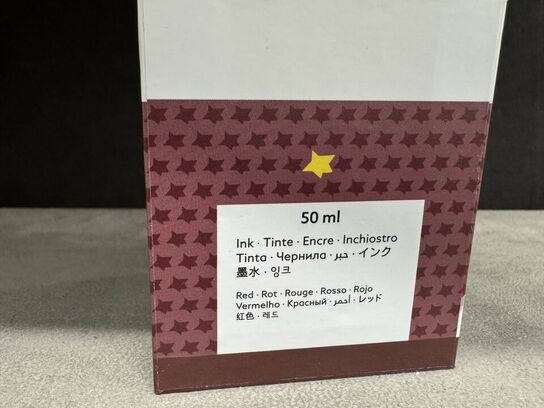 50 ml
Ink · Tinte · Encre · Inchiostro
Tinta · Чернила · حبر · インク
墨水 · 잉크
Red · Rot · Rouge · Rosso · Rojo
Vermelho · Красный · أحمر · レッド
红色 · 레드